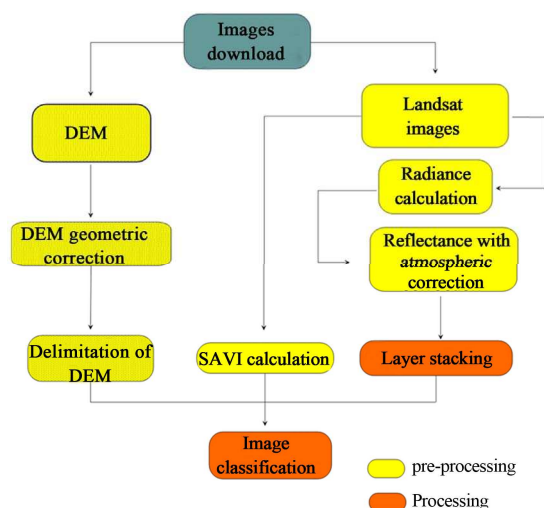 Images
download
DEM
Landsat
images
Radiance
calculation
DEM geometric
correction
Reflectance with
atmospheric
correction
Delimitation of
DEM
SAVI calculation
Layer stacking
Image
classification
pre-processing
Processing